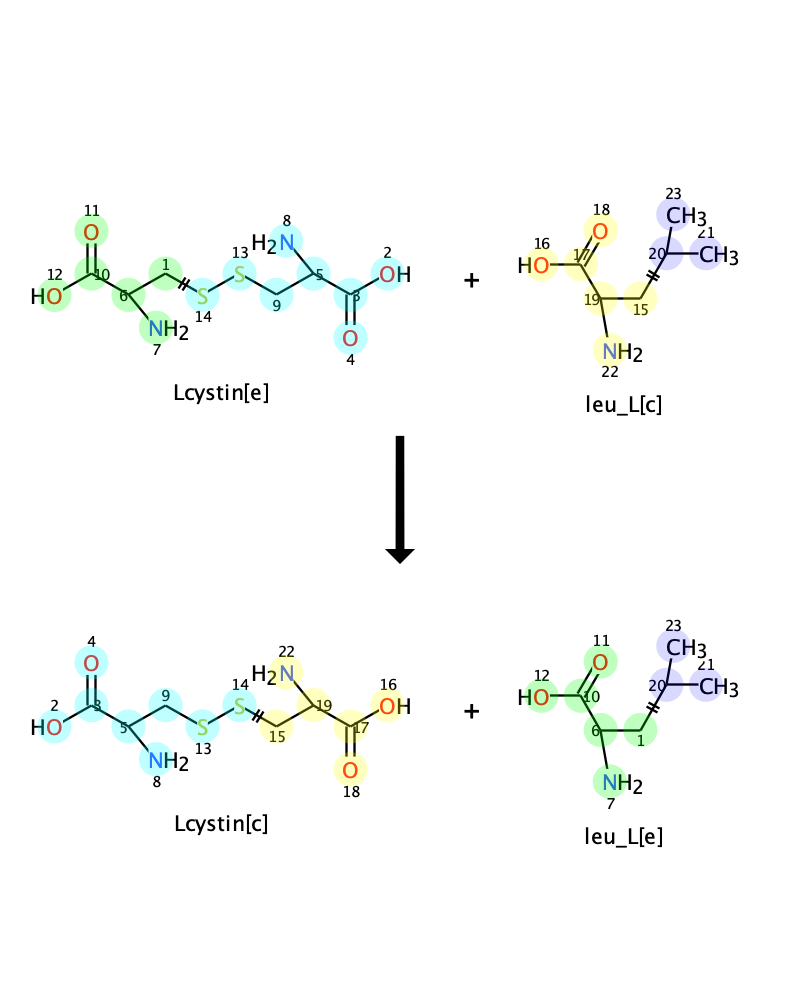 23
8 18 CH3
11 H2N 13 2 16 21
O 1 N S OH O 20 CH3
12 10 5 HO 17
HO 6 S 9 3 19 15
14
NH2 O NH2
7 4 22
Lcystin[e] + leu_L[c]
4 22 11 23
O H2N 14 16 O CH3
2 9 S 19 OH 12 21
3 HO 10 20 CH3
HO 5 S 15 17 6 1
13
NH2 O NH2
8 18 7
Lcystin[c] + leu_L[e]